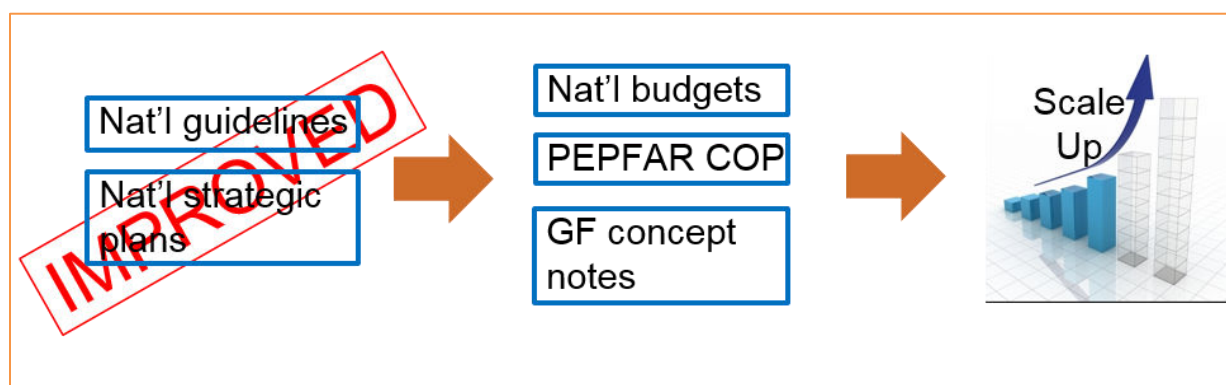 Nat'l guidelines
Nat'l strategic
plans
IMPROVED
Nat'l budgets
PEPFAR COP
GF concept
notes
Scale
Up